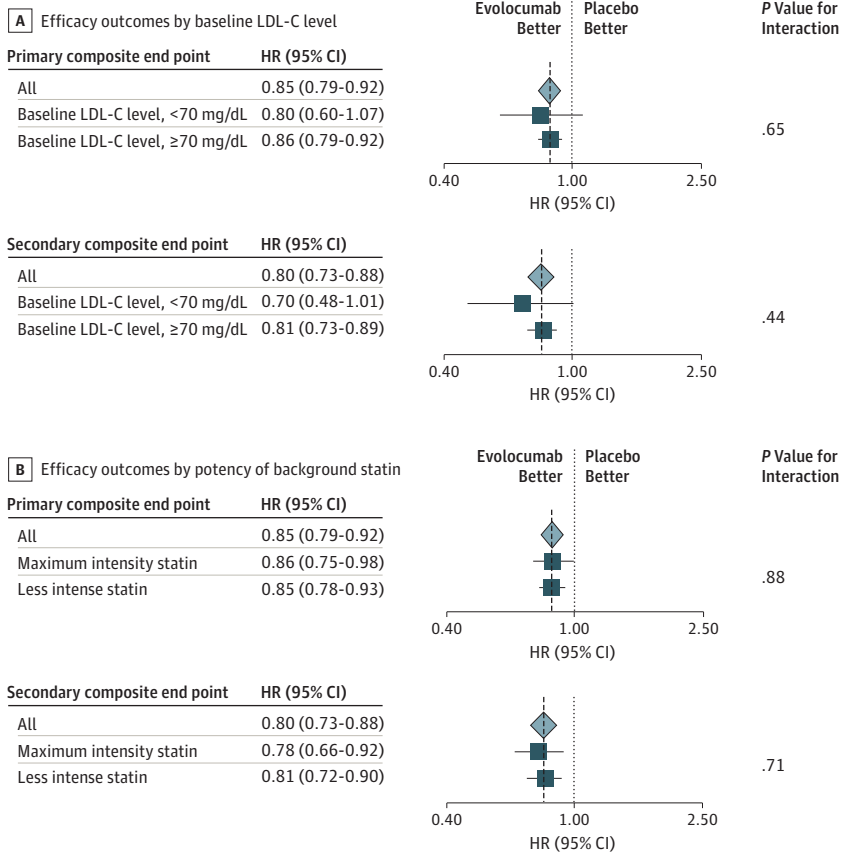 A Efficacy outcomes by baseline LDL-C level
Evolocumab Better
Placebo Better
P Value for Interaction
Primary composite end point HR (95% CI)
All 0.85 (0.79-0.92)
Baseline LDL-C level, <70 mg/dL 0.80 (0.60-1.07)
Baseline LDL-C level, ≥70 mg/dL 0.86 (0.79-0.92)
.65
0.40 1.00 2.50
HR (95% CI)
Secondary composite end point HR (95% CI)
All 0.80 (0.73-0.88)
Baseline LDL-C level, <70 mg/dL 0.70 (0.48-1.01)
Baseline LDL-C level, ≥70 mg/dL 0.81 (0.73-0.89)
.44
0.40 1.00 2.50
HR (95% CI)
B Efficacy outcomes by potency of background statin
Evolocumab Better
Placebo Better
P Value for Interaction
Primary composite end point HR (95% CI)
All 0.85 (0.79-0.92)
Maximum intensity statin 0.86 (0.75-0.98)
Less intense statin 0.85 (0.78-0.93)
.88
0.40 1.00 2.50
HR (95% CI)
Secondary composite end point HR (95% CI)
All 0.80 (0.73-0.88)
Maximum intensity statin 0.78 (0.66-0.92)
Less intense statin 0.81 (0.72-0.90)
.71
0.40 1.00 2.50
HR (95% CI)